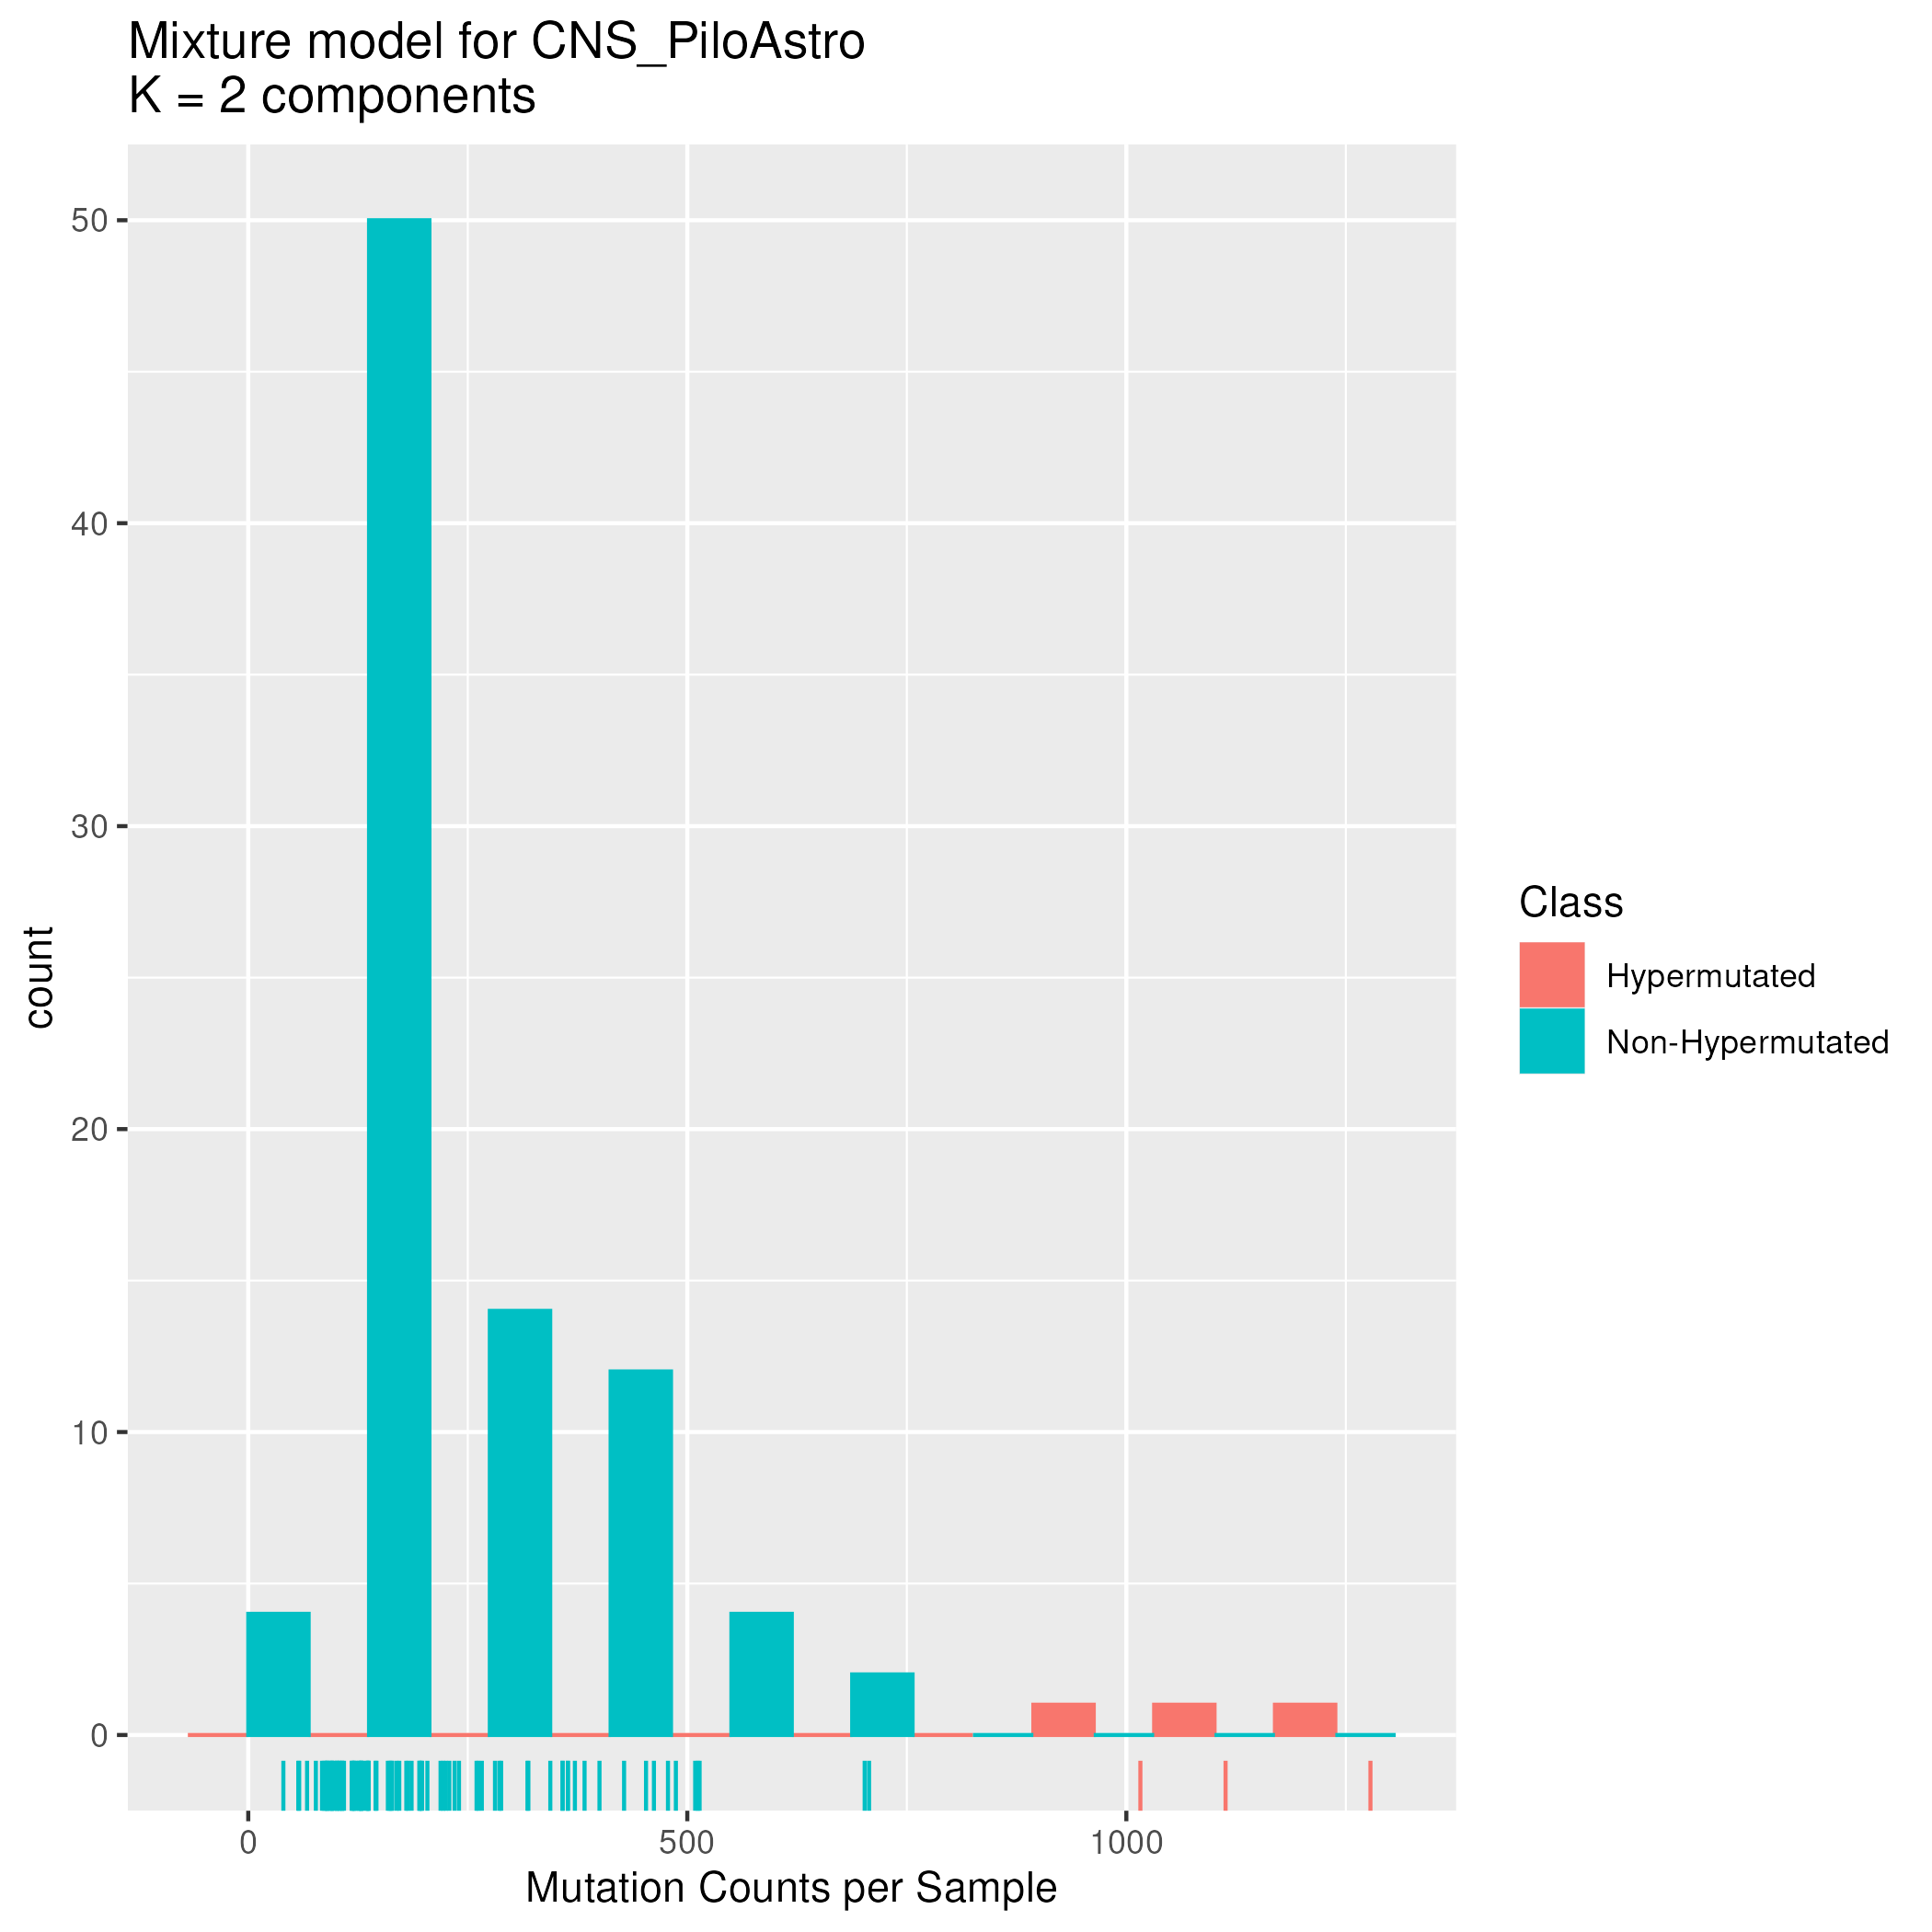 Mixture model for CNS_PiloAstro
K = 2 components
50
40
30
20
10
0
count
0 500 1000
Mutation Counts per Sample
Class
Hypermutated
Non-Hypermutated